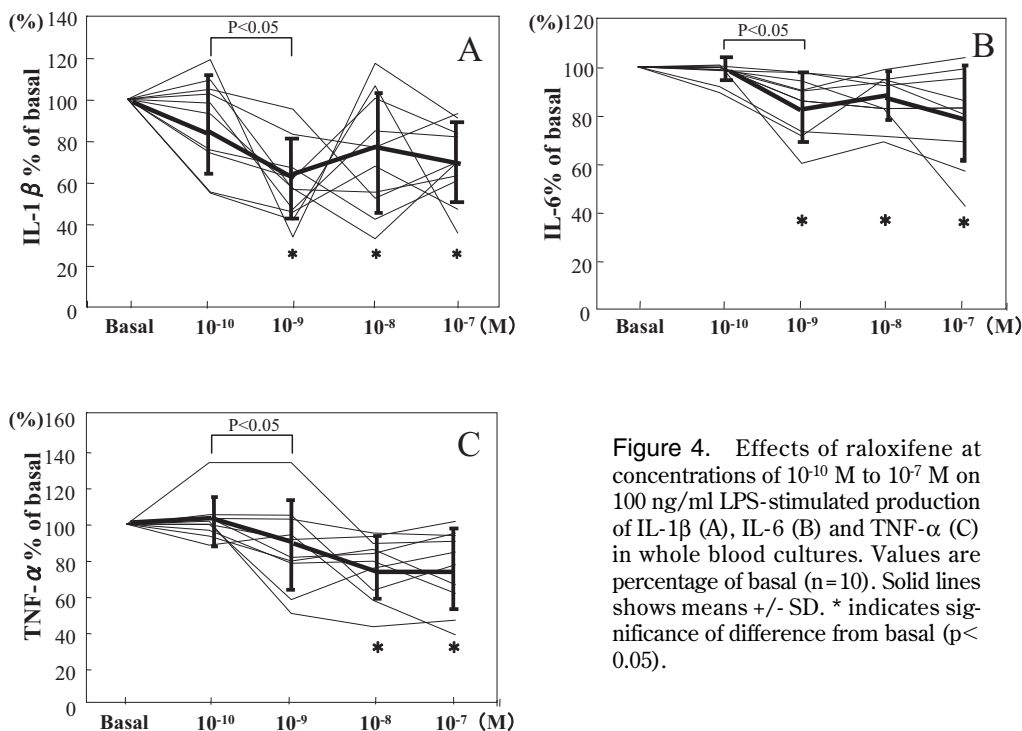 (%)
140
120
100
80
60
40
20
0
IL-1 β % of basal
P<0.05
A
* * *
Basal 10⁻¹⁰ 10⁻⁹ 10⁻⁸ 10⁻⁷ (M)
(%)
120
100
80
60
40
20
0
IL-6% of basal
P<0.05
B
* * *
Basal 10⁻¹⁰ 10⁻⁹ 10⁻⁸ 10⁻⁷ (M)
(%)
160
140
120
100
80
60
40
20
0
TNF-α % of basal
P<0.05
C
* *
Basal 10⁻¹⁰ 10⁻⁹ 10⁻⁸ 10⁻⁷ (M)
Figure 4. Effects of raloxifene at
concentrations of 10⁻¹⁰ M to 10⁻⁷ M on
100 ng/ml LPS-stimulated production
of IL-1β (A), IL-6 (B) and TNF-α (C)
in whole blood cultures. Values are
percentage of basal (n=10). Solid lines
shows means +/- SD. * indicates sig-
nificance of difference from basal (p<
0.05).